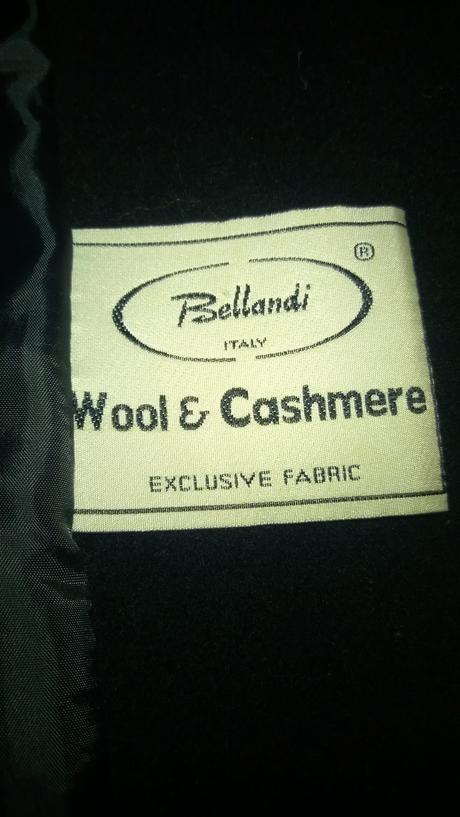 ®
Bellandi
ITALY
Wool & Cashmere
EXCLUSIVE FABRIC